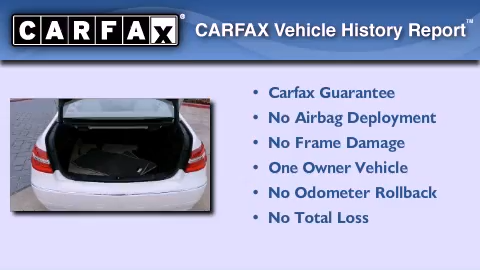 CARFAX® CARFAX Vehicle History Report™
• Carfax Guarantee
• No Airbag Deployment
• No Frame Damage
• One Owner Vehicle
• No Odometer Rollback
• No Total Loss